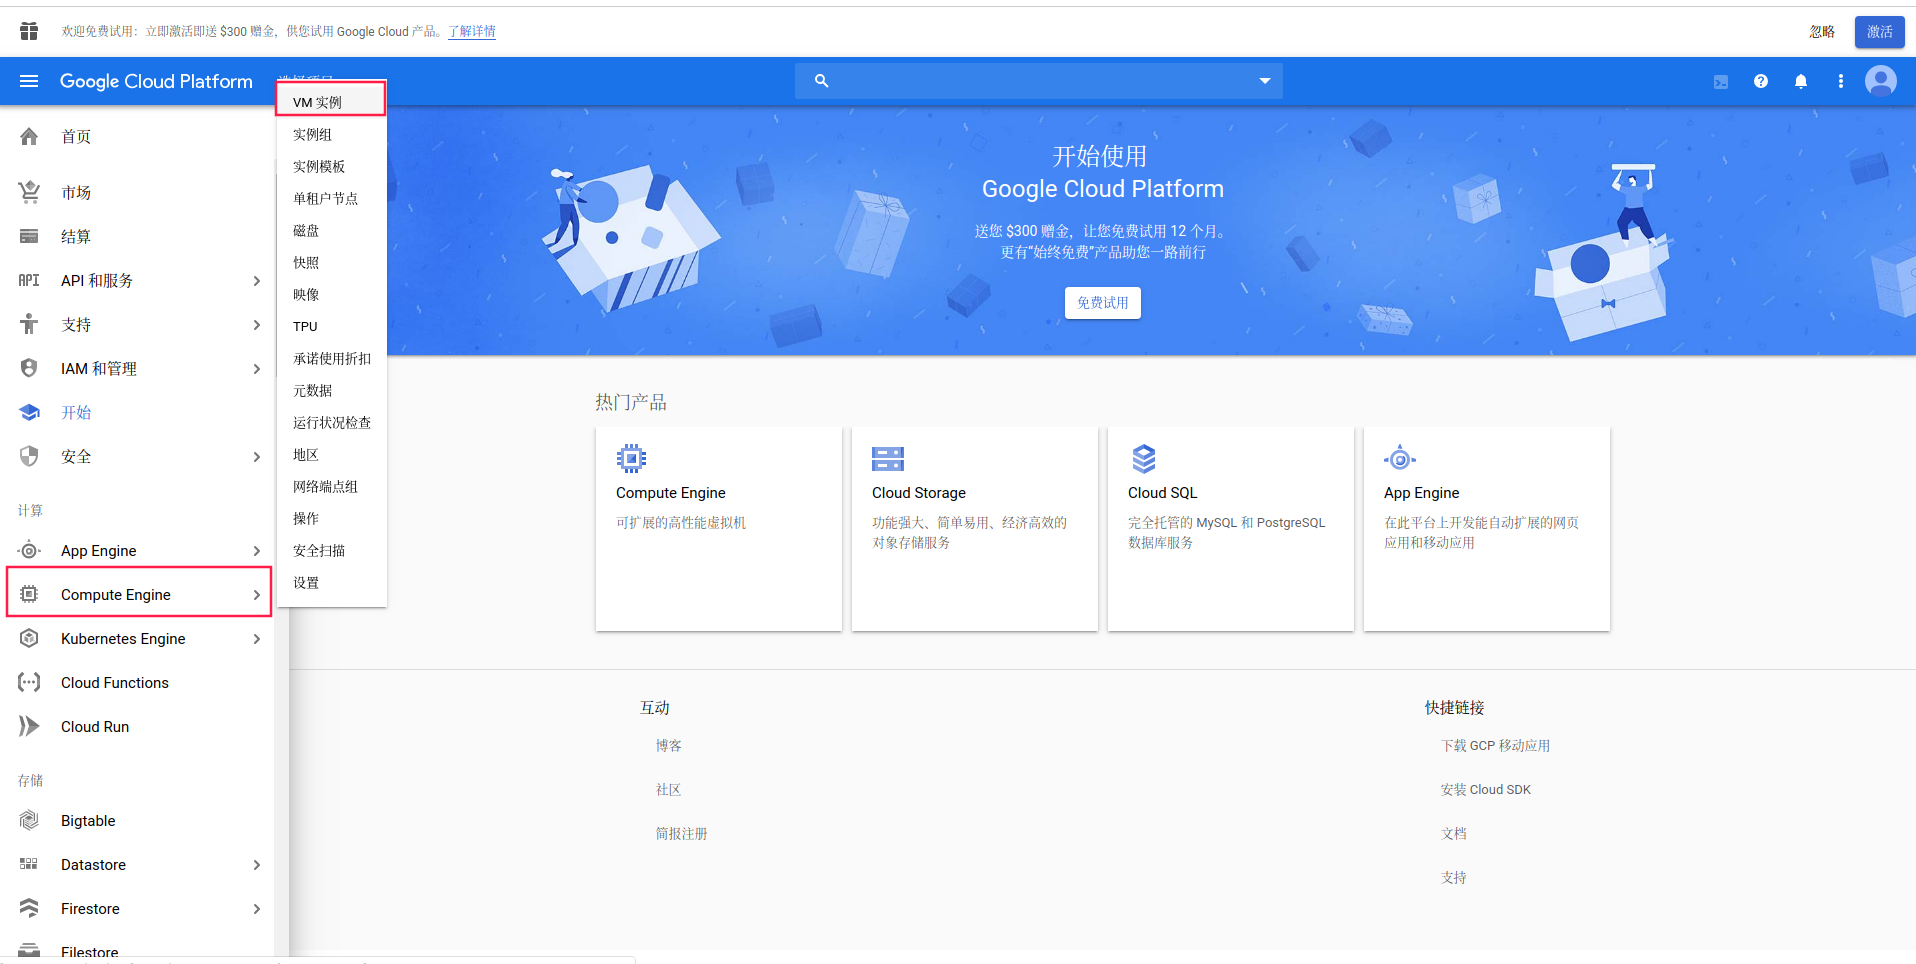 欢迎免费试用：立即激活即送 $300 赠金，供您试用 Google Cloud 产品。了解详情
忽略
激活
Google Cloud Platform
选择项目
首页
市场
结算
API 和服务
支持
IAM 和管理
开始
安全
计算
App Engine
Compute Engine
Kubernetes Engine
Cloud Functions
Cloud Run
存储
Bigtable
Datastore
Firestore
Filestore
VM 实例
实例组
实例模板
单租户节点
磁盘
快照
映像
TPU
承诺使用折扣
元数据
运行状况检查
地区
网络端点组
操作
安全扫描
设置
开始使用
Google Cloud Platform
送您 $300 赠金，让您免费试用 12 个月。
更有“始终免费”产品助您一路前行
免费试用
热门产品
Compute Engine
可扩展的高性能虚拟机
Cloud Storage
功能强大、简单易用、经济高效的
对象存储服务
Cloud SQL
完全托管的 MySQL 和 PostgreSQL
数据库服务
App Engine
在此平台上开发能自动扩展的网页
应用和移动应用
互动
博客
社区
简报注册
快捷链接
下载 GCP 移动应用
安装 Cloud SDK
文档
支持